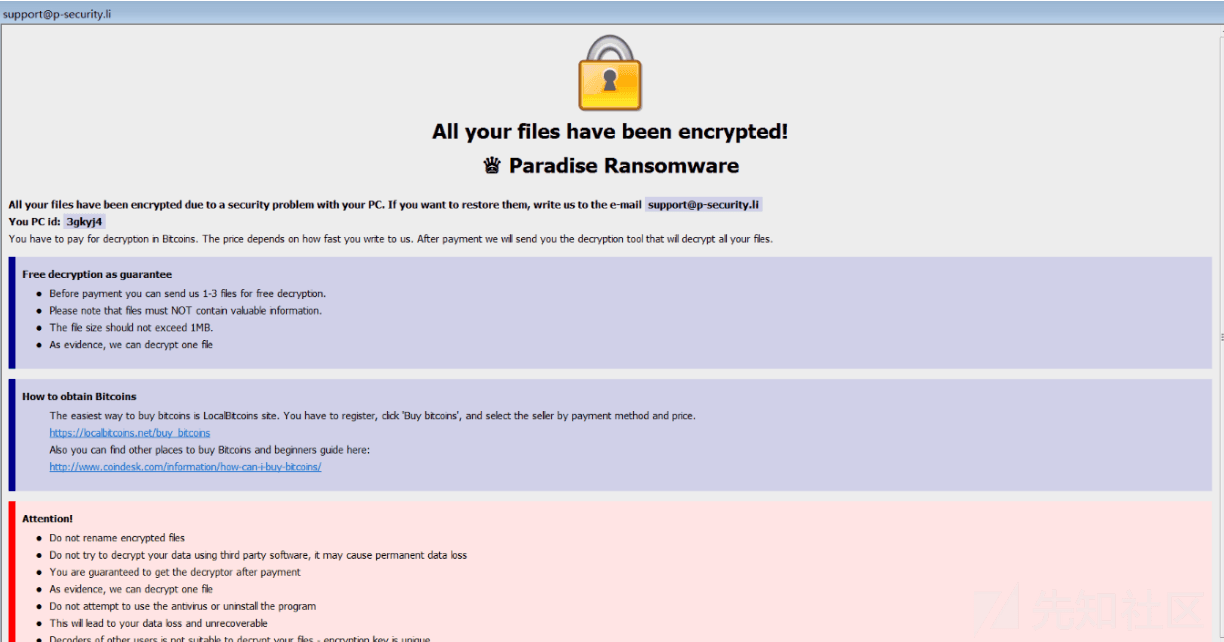 support@p-security.li
All your files have been encrypted!
♛ Paradise Ransomware
All your files have been encrypted due to a security problem with your PC. If you want to restore them, write us to the e-mail support@p-security.li
You PC id: 3gkyj4
You have to pay for decryption in Bitcoins. The price depends on how fast you write to us. After payment we will send you the decryption tool that will decrypt all your files.
Free decryption as guarantee
● Before payment you can send us 1-3 files for free decryption.
● Please note that files must NOT contain valuable information.
● The file size should not exceed 1MB.
● As evidence, we can decrypt one file
How to obtain Bitcoins
The easiest way to buy bitcoins is LocalBitcoins site. You have to register, click 'Buy bitcoins', and select the seller by payment method and price.
https://localbitcoins.net/buy_bitcoins
Also you can find other places to buy Bitcoins and beginners guide here:
http://www.coindesk.com/information/how-can-i-buy-bitcoins/
Attention!
● Do not rename encrypted files
● Do not try to decrypt your data using third party software, it may cause permanent data loss
● You are guaranteed to get the decryptor after payment
● As evidence, we can decrypt one file
● Do not attempt to use the antivirus or uninstall the program
● This will lead to your data loss and unrecoverable
● Decoders of other users is not suitable to decrypt your files - encryption key is unique
先知社区